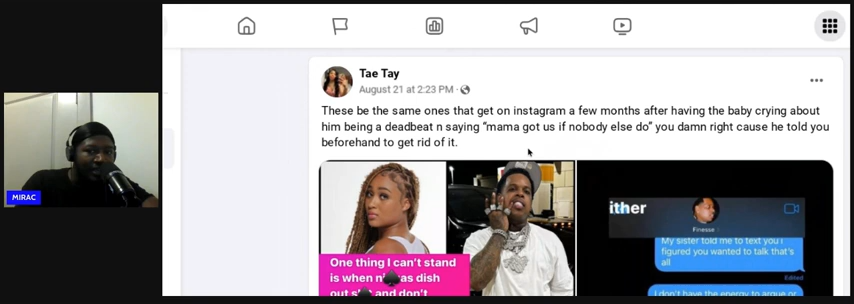 Tae Tay
August 21 at 2:23 PM ·
These be the same ones that get on instagram a few months after having the baby crying about
him being a deadbeat n saying “mama got us if nobody else do” you damn right cause he told you
beforehand to get rid of it.
MIRAC
One thing I can’t stand
is when n♠as dish
out s♠t and don’t
ither
Finesse
My sister told me to text you I
figured you wanted to talk that’s
all
Edited
I don’t have the energy to argue or